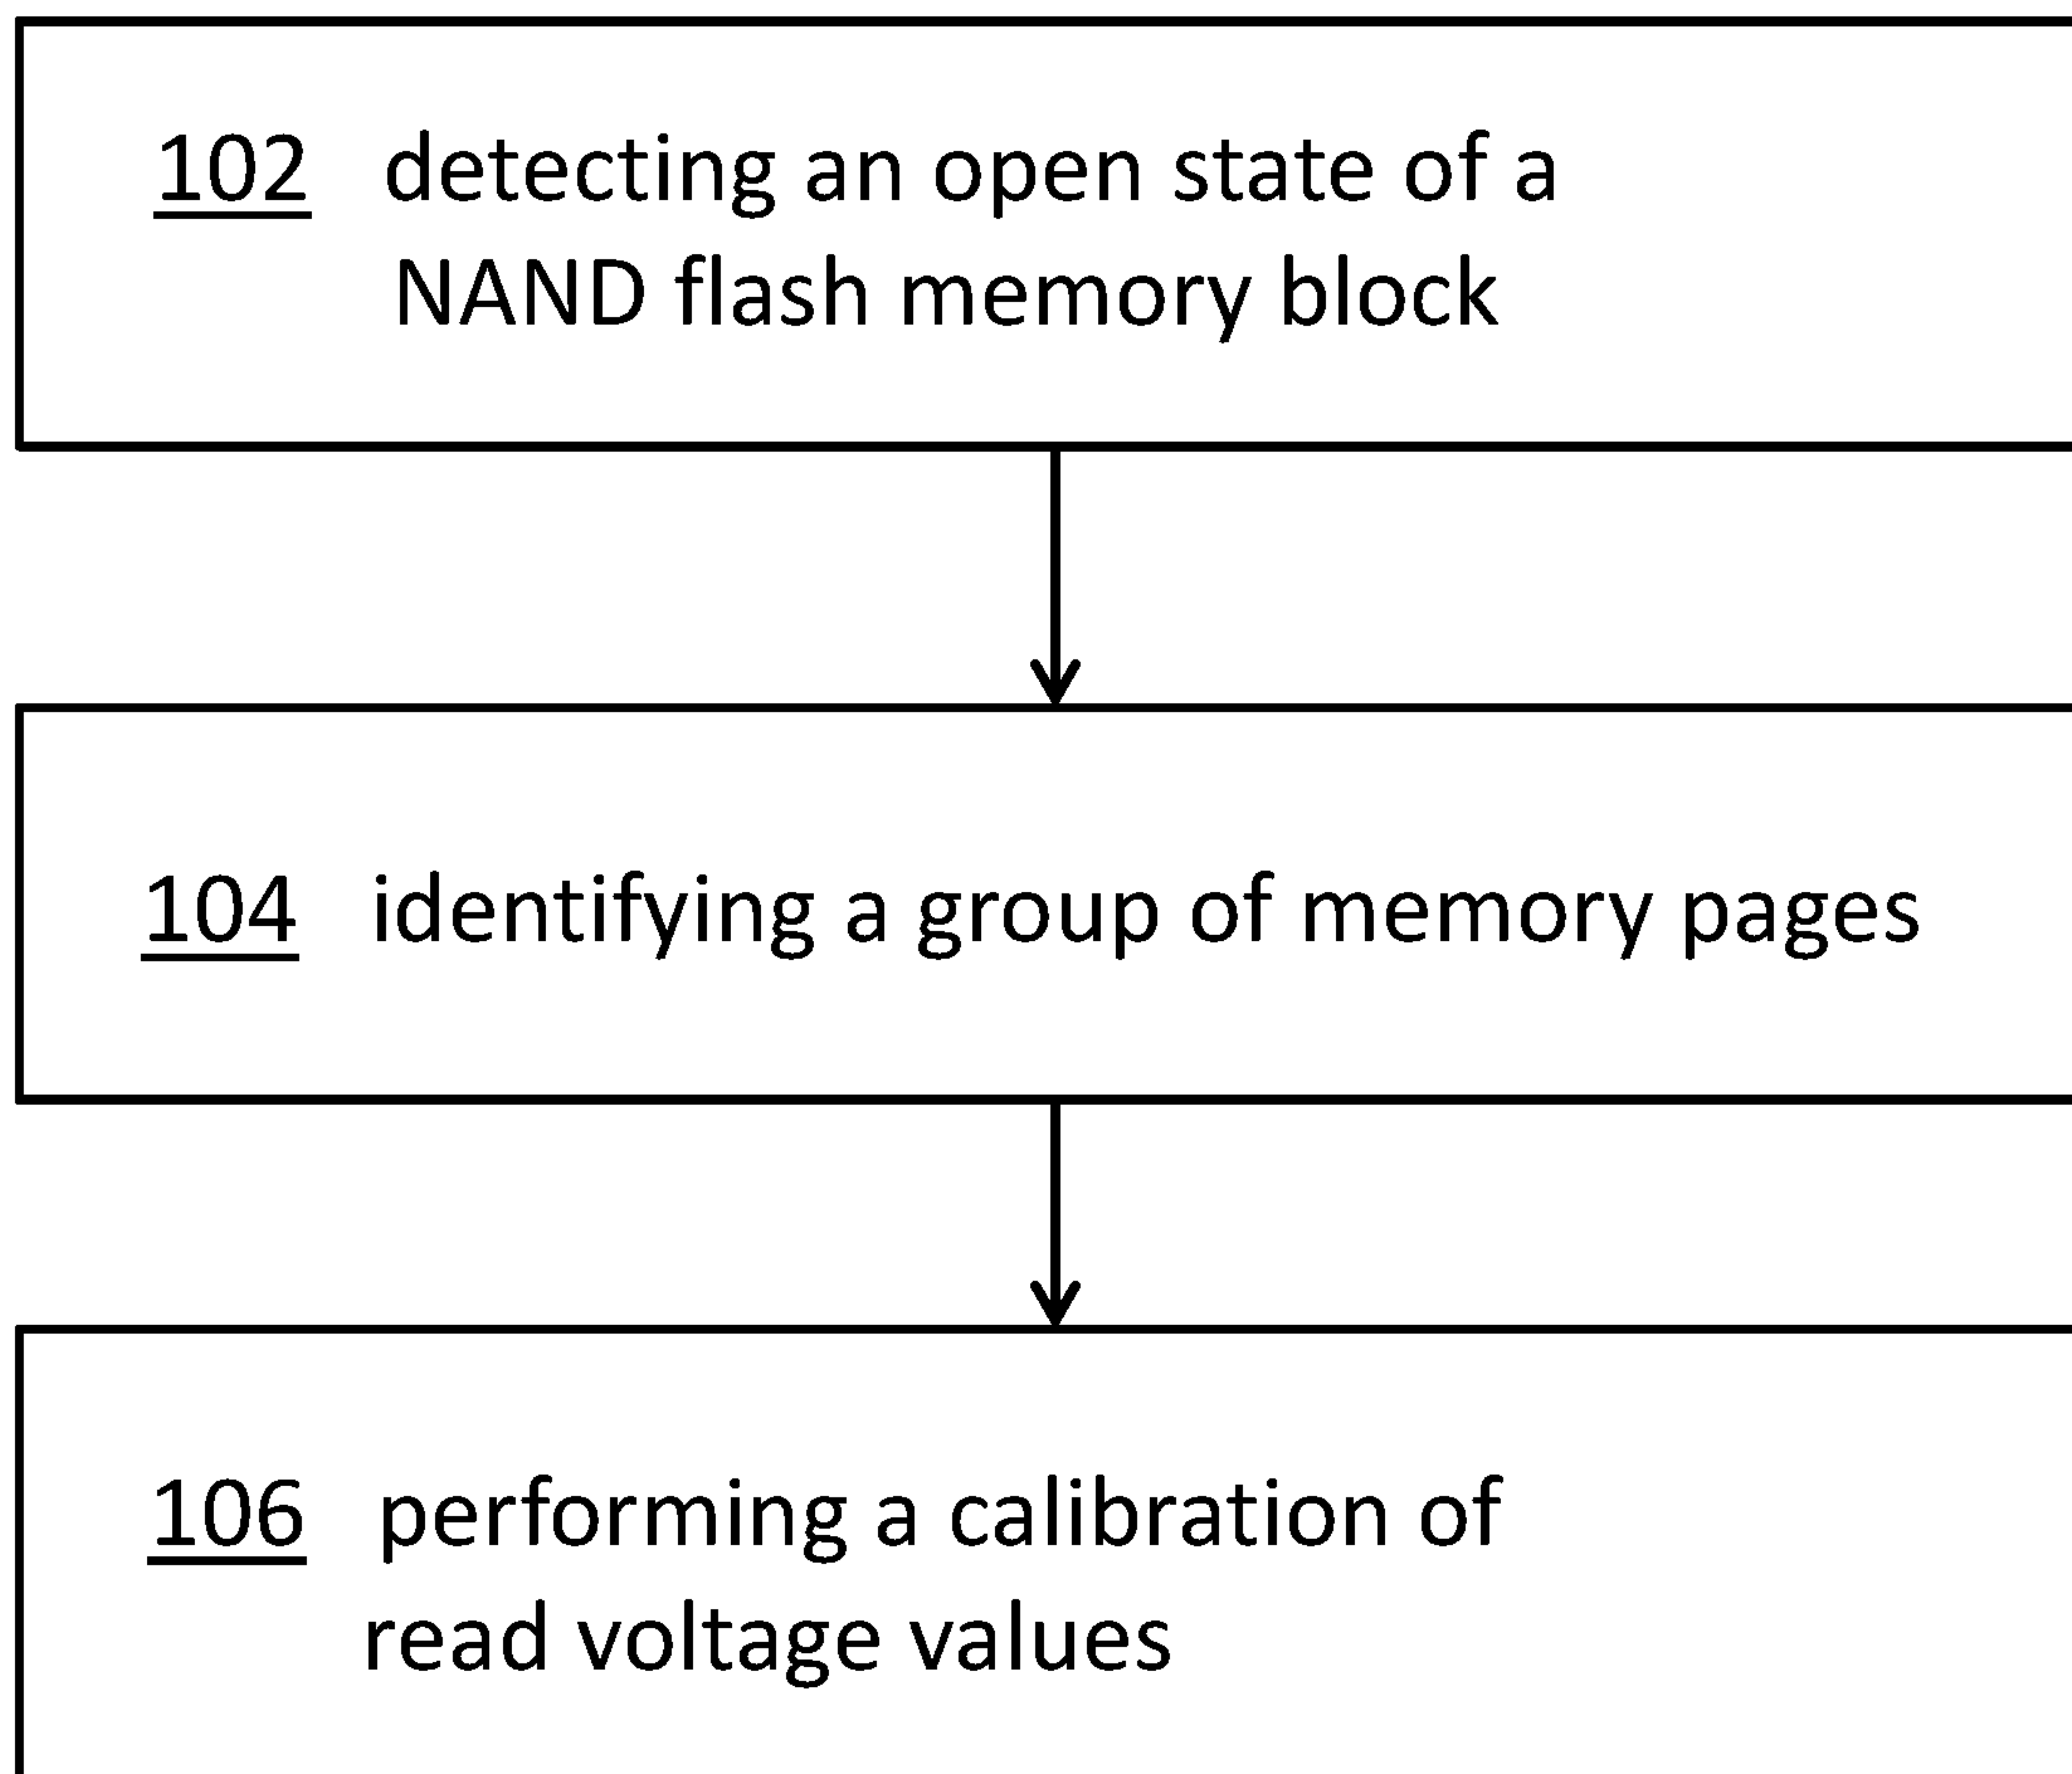 102 detecting an open state of a
NAND flash memory block
104 identifying a group of memory pages
106 performing a calibration of
read voltage values